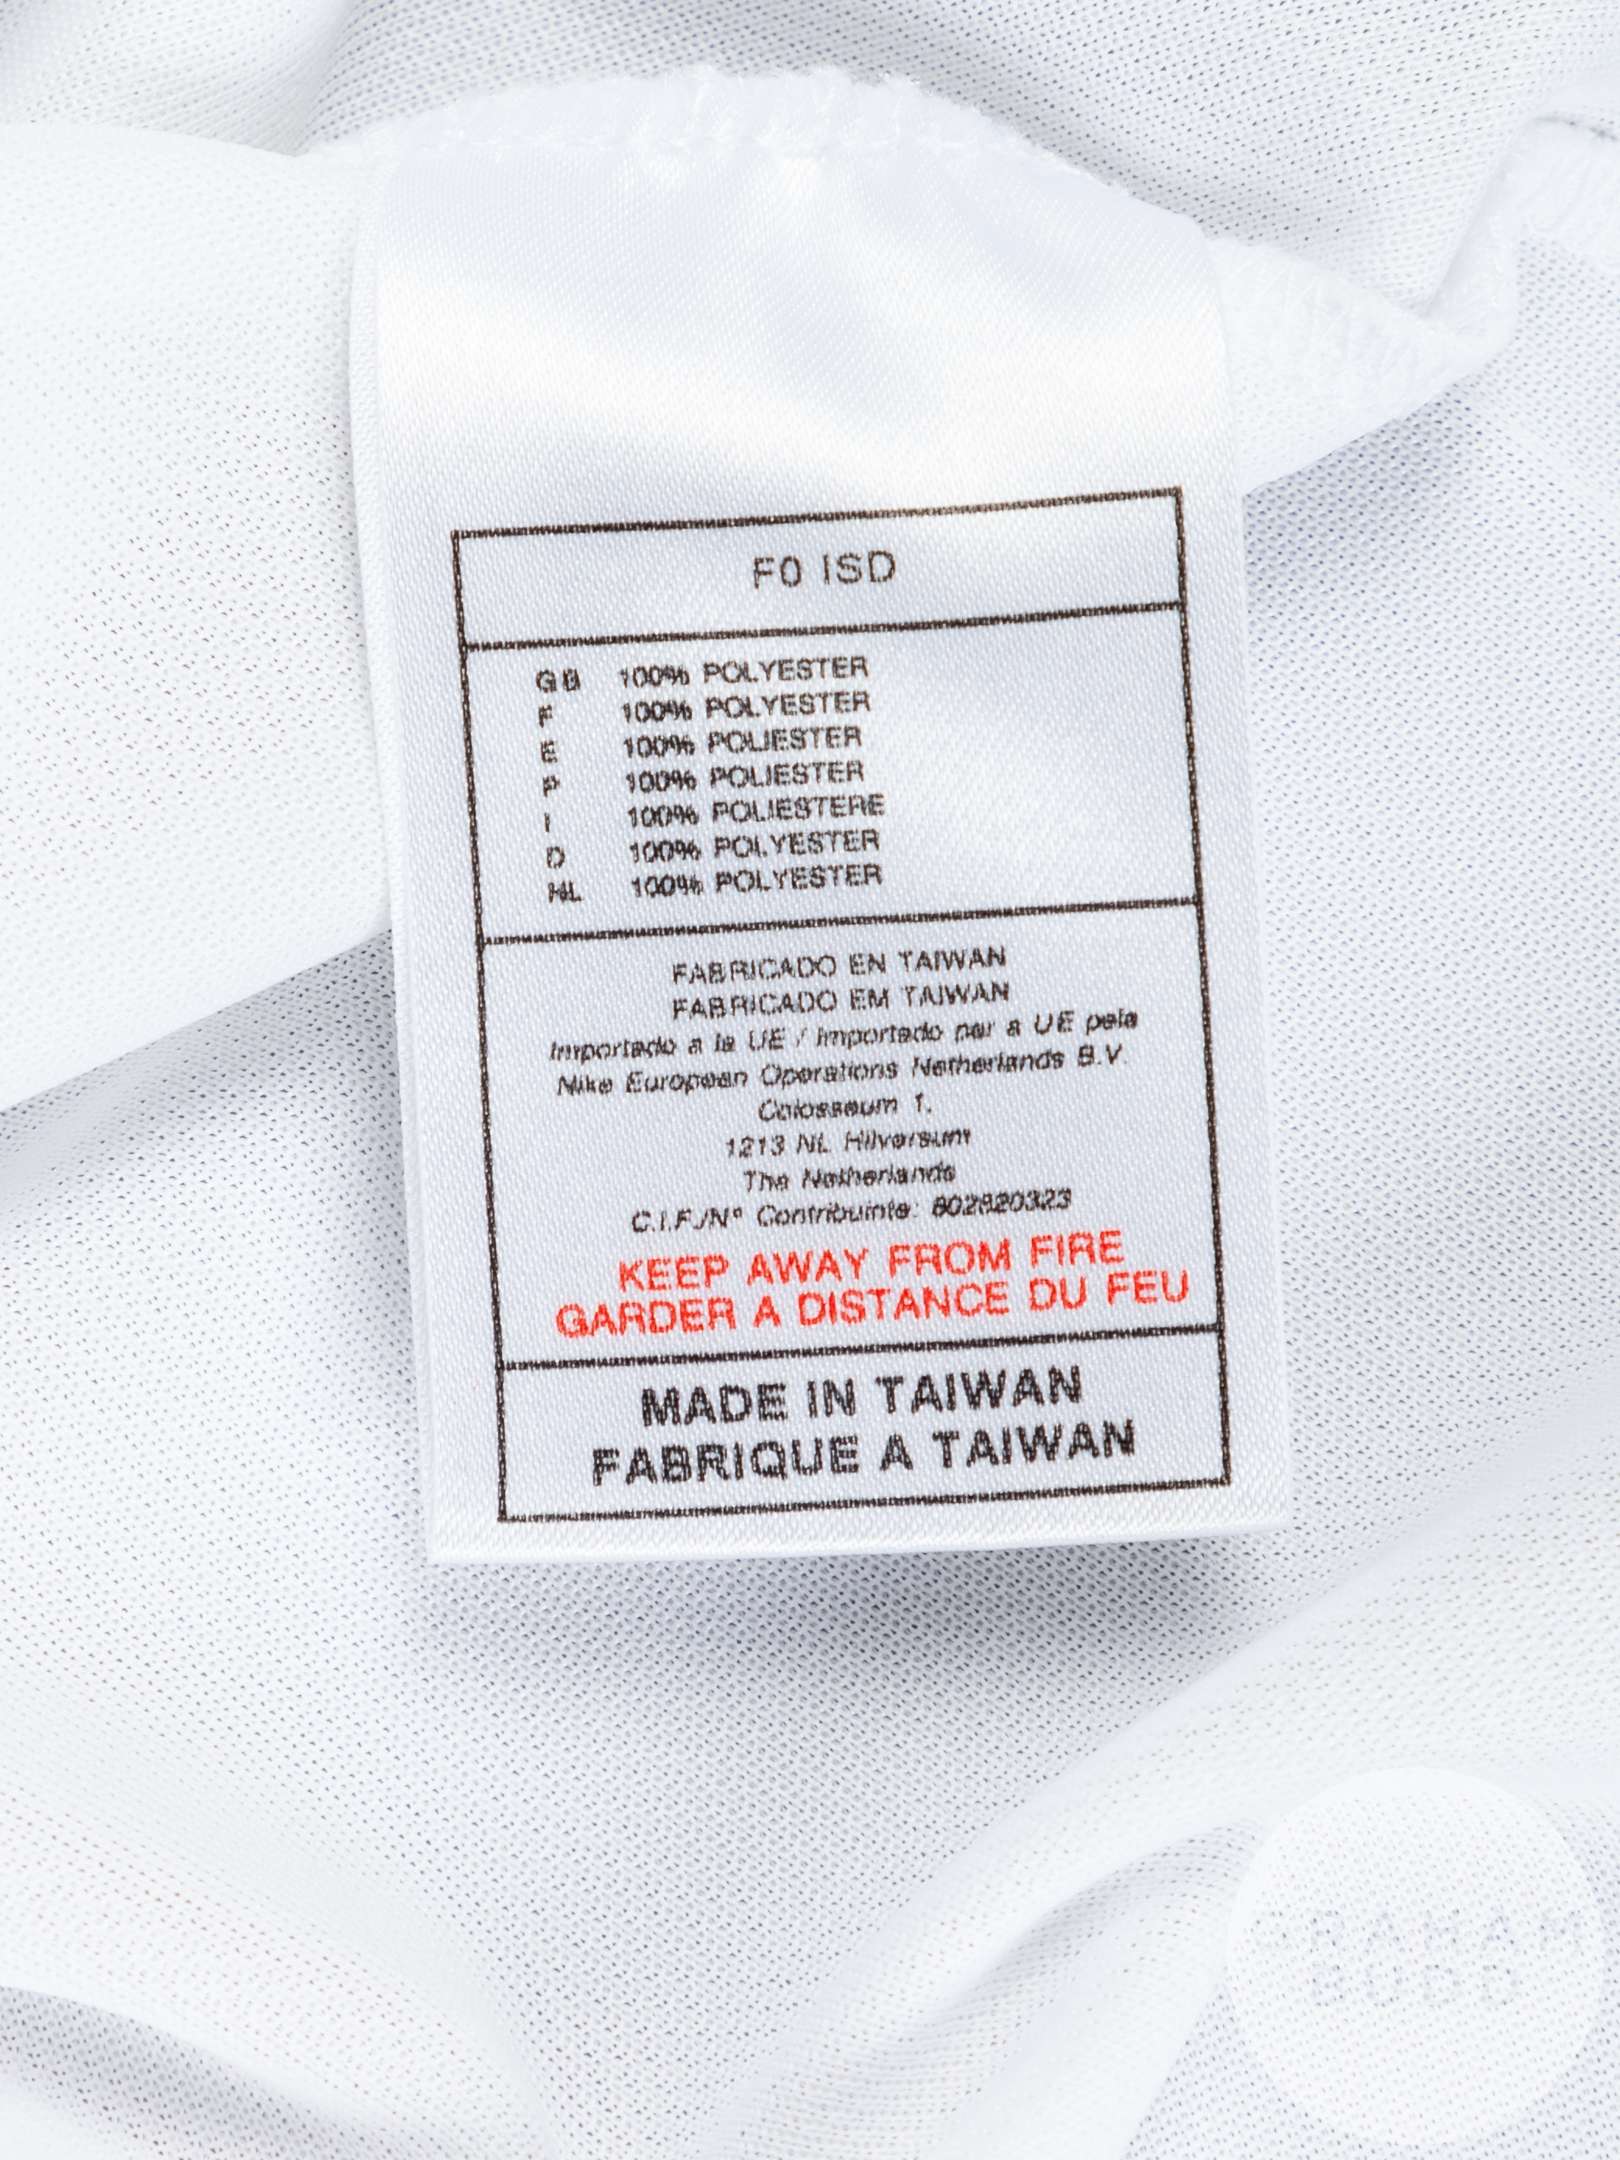 F0 ISD
GB 100% POLYESTER
F 100% POLYESTER
E 100% POLIESTER
P 100% POLIESTER
I 100% POLIESTERE
D 100% POLYESTER
NL 100% POLYESTER
FABRICADO EN TAIWAN
FABRICADO EM TAIWAN
Importado a la UE / Importado par a UE pela
Nike European Operations Netherlands B.V.
Colosseum 1.
1213 NL Hilversum
The Netherlands
C.I.F./N° Contribuinte: 802820323
KEEP AWAY FROM FIRE
GARDER A DISTANCE DU FEU
MADE IN TAIWAN
FABRIQUE A TAIWAN